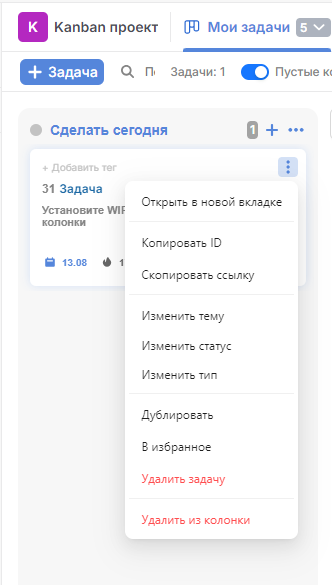 K Kanban проект Мои задачи 5
+ Задача Задачи: 1 Пустые
Сделать сегодня 1 + •••
+ Добавить тег
31 Задача
Установите WIP
колонки
13.08 1
Открыть в новой вкладке
Копировать ID
Скопировать ссылку
Изменить тему
Изменить статус
Изменить тип
Дублировать
В избранное
Удалить задачу
Удалить из колонки